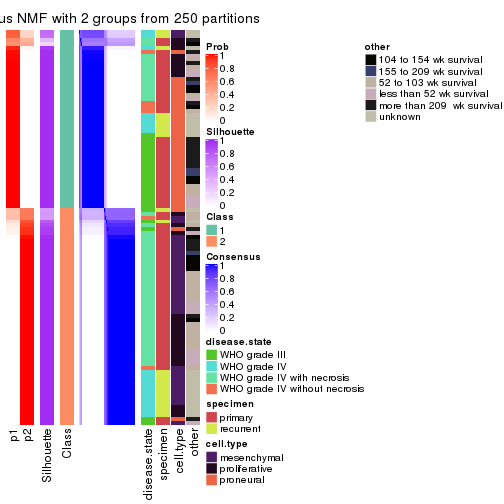 us NMF with 2 groups from 250 partitions
Prob
1
0.8
0.6
0.4
0.2
0
Silhouette
1
0.8
0.6
0.4
0.2
0
Class
1
2
Consensus
1
0.8
0.6
0.4
0.2
0
disease.state
WHO grade III
WHO grade IV
WHO grade IV with necrosis
WHO grade IV without necrosis
specimen
primary
recurrent
cell.type
mesenchymal
proliferative
proneural
other
104 to 154 wk survival
155 to 209 wk survival
52 to 103 wk survival
less than 52 wk survival
more than 209  wk survival
unknown
p1
p2
Silhouette
Class
disease.state
specimen
cell.type
other